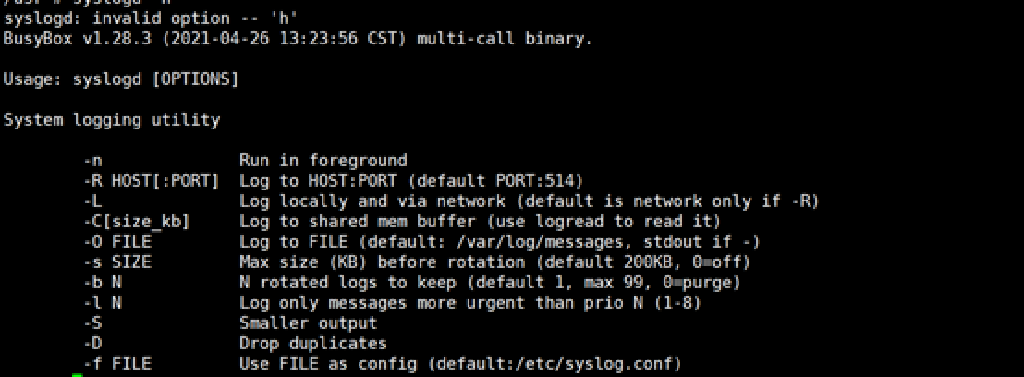 /usr # syslogd -h
syslogd: invalid option -- 'h'
BusyBox v1.28.3 (2021-04-26 13:23:56 CST) multi-call binary.
Usage: syslogd [OPTIONS]
System logging utility
-n Run in foreground
-R HOST[:PORT] Log to HOST:PORT (default PORT:514)
-L Log locally and via network (default is network only if -R)
-C[size_kb] Log to shared mem buffer (use logread to read it)
-O FILE Log to FILE (default: /var/log/messages, stdout if -)
-s SIZE Max size (KB) before rotation (default 200KB, 0=off)
-b N N rotated logs to keep (default 1, max 99, 0=purge)
-l N Log only messages more urgent than prio N (1-8)
-S Smaller output
-D Drop duplicates
-f FILE Use FILE as config (default:/etc/syslog.conf)